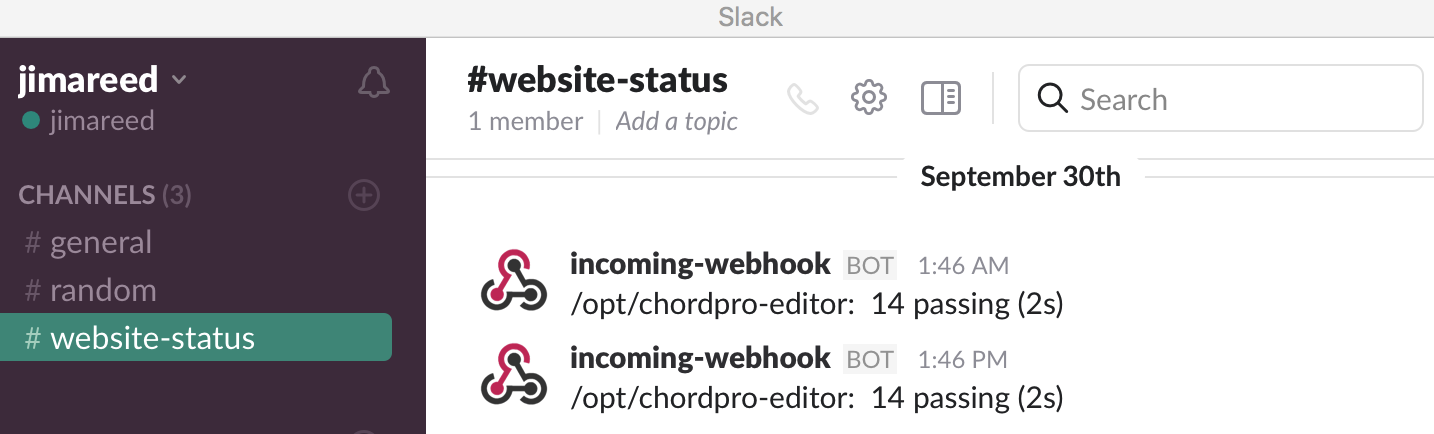 Slack
jimareed
jimareed
CHANNELS (3)
# general
# random
# website-status
#website-status
1 member | Add a topic
Search
September 30th
incoming-webhook BOT 1:46 AM
/opt/chordpro-editor: 14 passing (2s)
incoming-webhook BOT 1:46 PM
/opt/chordpro-editor: 14 passing (2s)